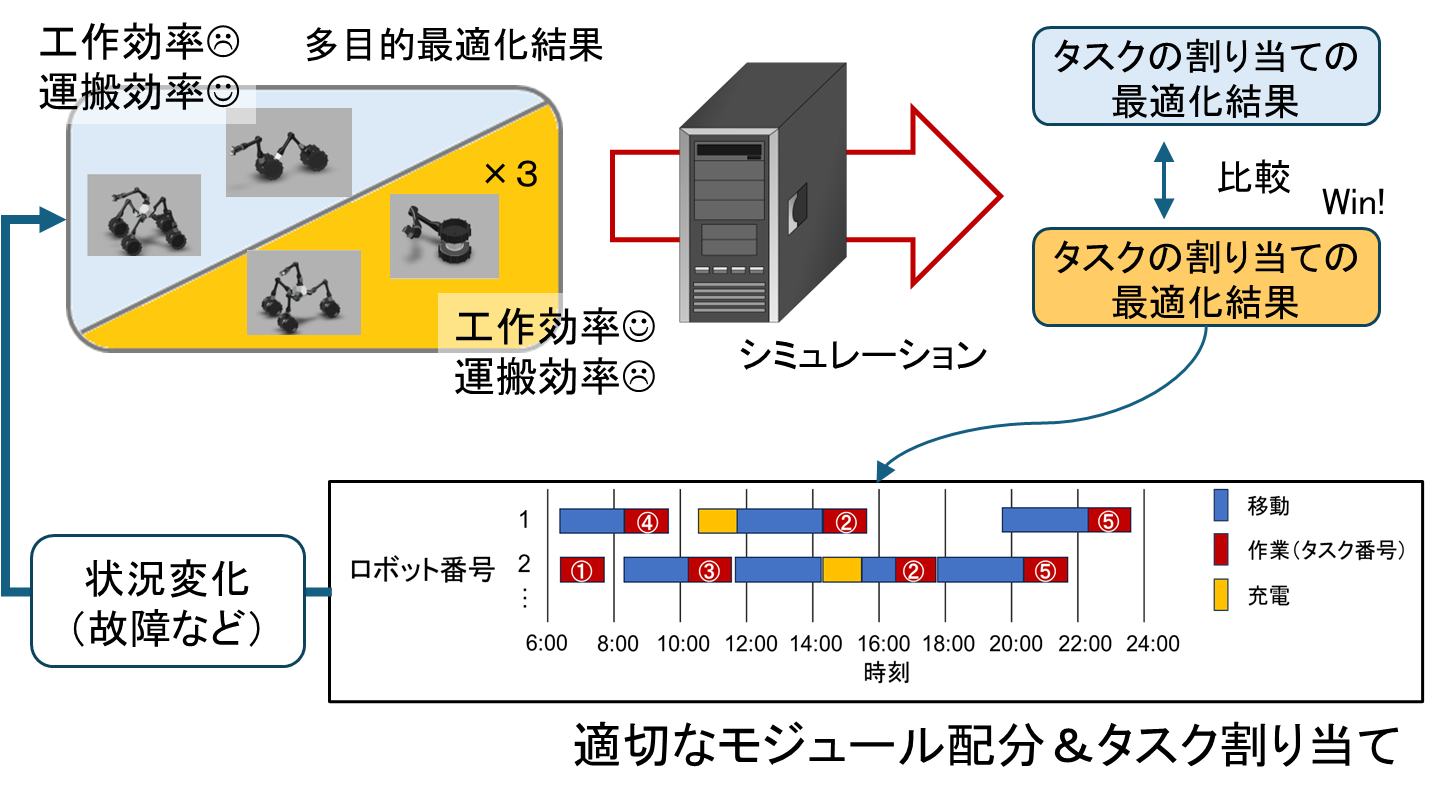 工作効率☹
運搬効率☺
多目的最適化結果
×3
工作効率☺
運搬効率☹
シミュレーション
タスクの割り当ての
最適化結果
比較
Win!
タスクの割り当ての
最適化結果
状況変化
（故障など）
ロボット番号
1
④
②
⑤
2
①
③
②
⑤
⋮
6:00 8:00 10:00 12:00 14:00 16:00 18:00 20:00 22:00 24:00
時刻
移動
作業（タスク番号）
充電
適切なモジュール配分＆タスク割り当て